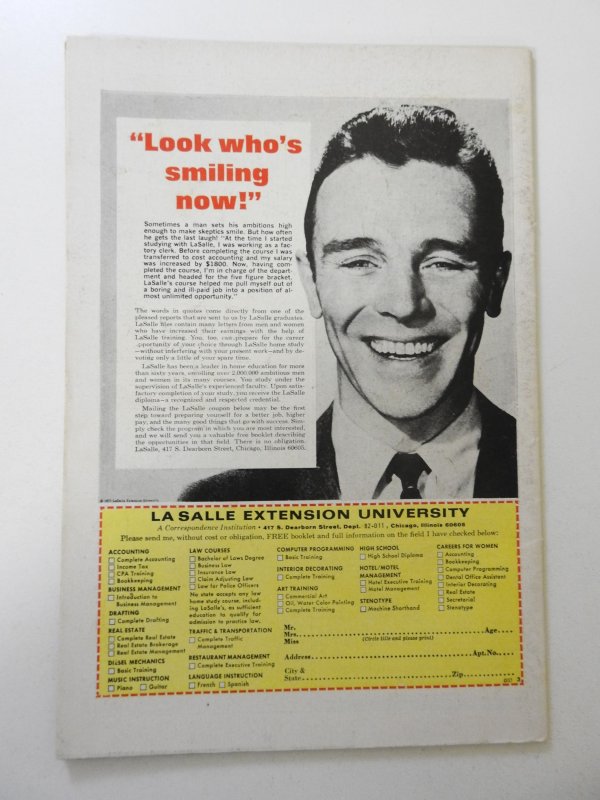 “Look who’s
smiling
now!”
Sometimes a man sets his ambitions high
enough to make skeptics smile. But how often
he gets the last laugh! “At the time I started
studying with LaSalle, I was working as a fac-
tory clerk. Before completing the course I was
transferred to cost accounting and my salary
was increased by $1800. Now, having com-
pleted the course, I’m in charge of the depart-
ment and headed for the five figure bracket.
LaSalle’s course helped me pull myself out of
a boring and ill-paid job into a position of al-
most unlimited opportunity.”
The words in quotes come directly from one of the
pleased reports that are sent to us by LaSalle graduates.
LaSalle files contain many letters from men and women
who have increased their earnings with the help of
LaSalle training. You, too, can prepare for the career
opportunity of your choice through LaSalle home study
—without interfering with your present work—and by de-
voting only a little of your spare time.
LaSalle has been a leader in home education for more
than sixty years, enrolling over 2,000,000 ambitious men
and women in its many courses. You study under the
supervision of LaSalle’s experienced faculty. Upon satis-
factory completion of your study, you receive the LaSalle
diploma—a recognized and respected credential.
Mailing the LaSalle coupon below may be the first
step toward preparing yourself for a better job, higher
pay, and the many good things that go with success. Sim-
ply check the program in which you are most interested,
and we will send you a valuable free booklet describing
the opportunities in that field. There is no obligation.
LaSalle, 417 S. Dearborn Street, Chicago, Illinois 60605.
LaSalle Extension University
LA SALLE EXTENSION UNIVERSITY
A Correspondence Institution • 417 S. Dearborn Street, Dept. 82-011, Chicago, Illinois 60605
Please send me, without cost or obligation, FREE booklet and full information on the field I have checked below:
ACCOUNTING
Complete Accounting
Income Tax
CPA Training
Bookkeeping
BUSINESS MANAGEMENT
Introduction to
Business Management
DRAFTING
Complete Drafting
REAL ESTATE
Complete Real Estate
Real Estate Brokerage
Real Estate Management
DIESEL MECHANICS
Basic Training
MUSIC INSTRUCTION
Piano Guitar
LAW COURSES
Bachelor of Laws Degree
Business Law
Insurance Law
Claim Adjusting Law
Law for Police Officers
No state accepts any law
home study course, includ-
ing LaSalle’s, as sufficient
education to qualify for
admission to practice law.
TRAFFIC & TRANSPORTATION
Complete Traffic
Management
RESTAURANT MANAGEMENT
Complete Executive Training
LANGUAGE INSTRUCTION
French Spanish
COMPUTER PROGRAMMING
Basic Training
INTERIOR DECORATING
Complete Training
ART TRAINING
Commercial Art
Oil, Water Color Painting
Complete Training
HIGH SCHOOL
High School Diploma
HOTEL/MOTEL
MANAGEMENT
Hotel Executive Training
Motel Management
STENOTYPE
Machine Shorthand
CAREERS FOR WOMEN
Accounting
Bookkeeping
Computer Programming
Dental Office Assistant
Interior Decorating
Real Estate
Secretarial
Stenotype
Mr.
Mrs. Age
Miss (Circle title and please print)
Address Apt. No.
City &
State Zip